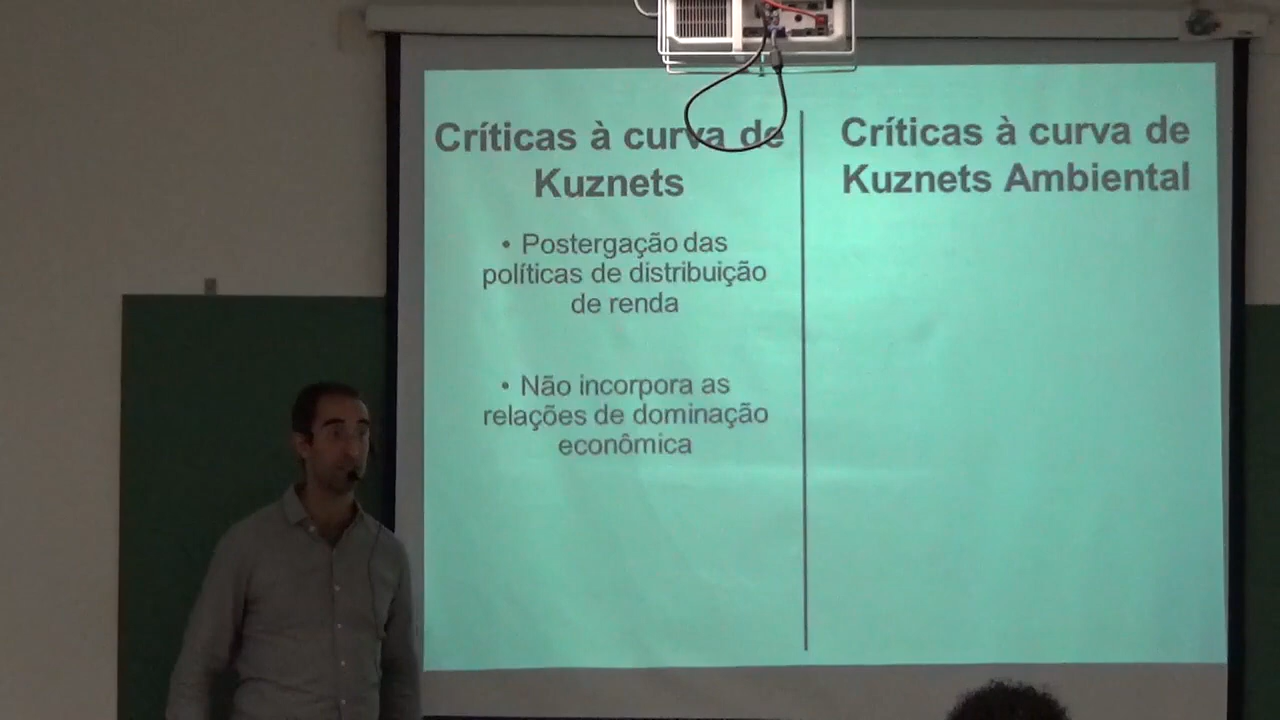 Críticas à curva de
Kuznets
• Postergação das
políticas de distribuição
de renda
• Não incorpora as
relações de dominação
econômica
Críticas à curva de
Kuznets Ambiental